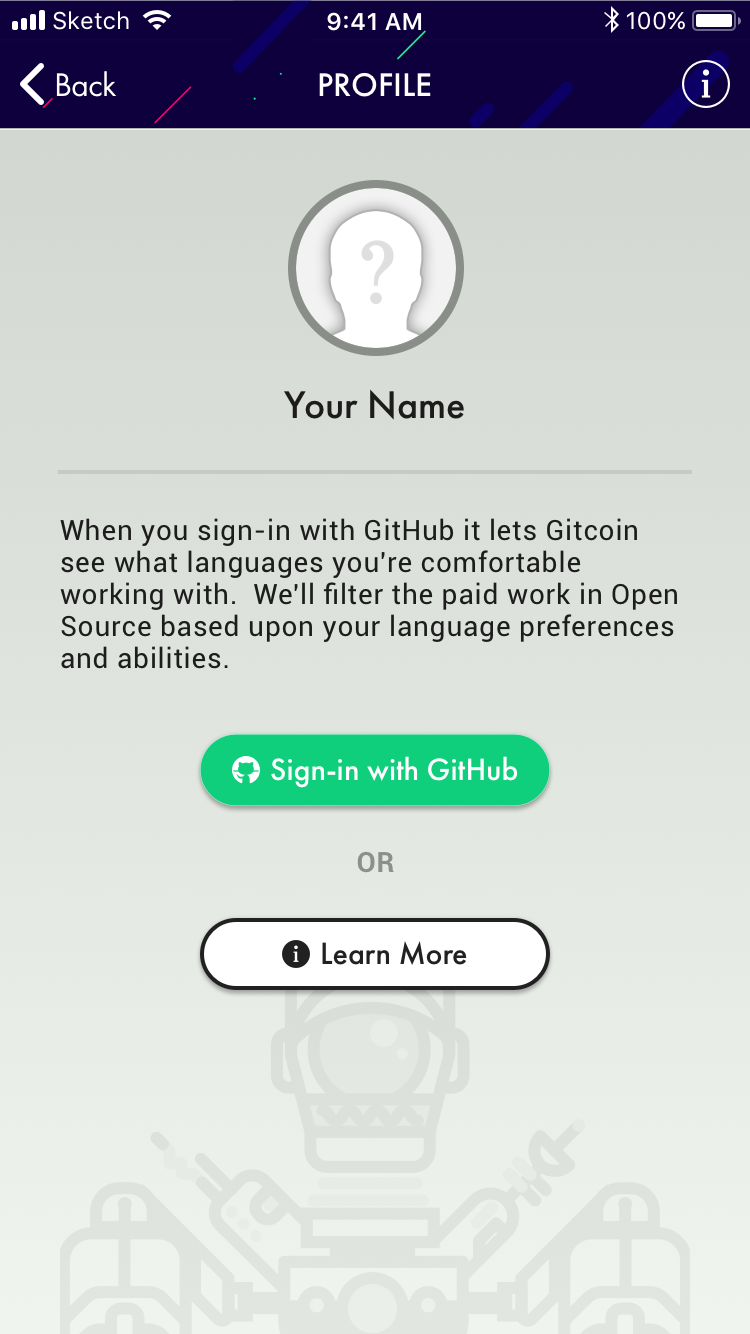 Sketch 9:41 AM 100%
Back PROFILE i
?
Your Name
When you sign-in with GitHub it lets Gitcoin
see what languages you're comfortable
working with.  We'll filter the paid work in Open
Source based upon your language preferences
and abilities.
Sign-in with GitHub
OR
i Learn More